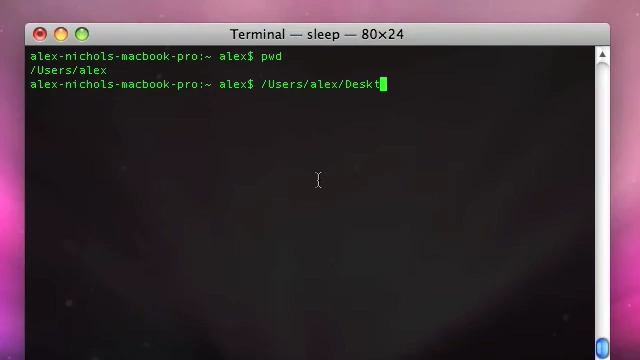 Terminal — sleep — 80×24
alex-nichols-macbook-pro:~ alex$ pwd
/Users/alex
alex-nichols-macbook-pro:~ alex$ /Users/alex/Deskt